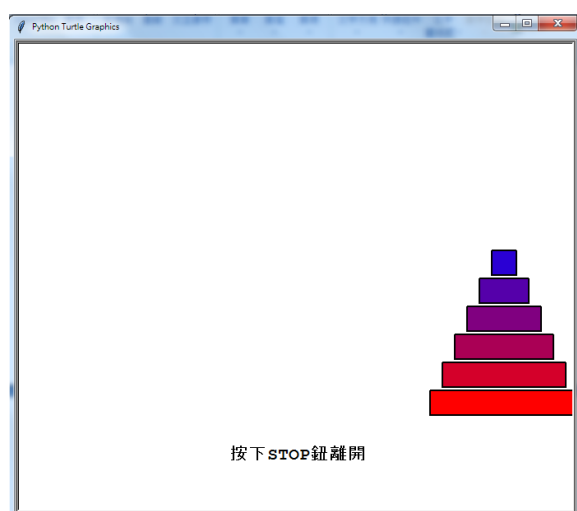 Python Turtle Graphics
按下STOP鈕離開